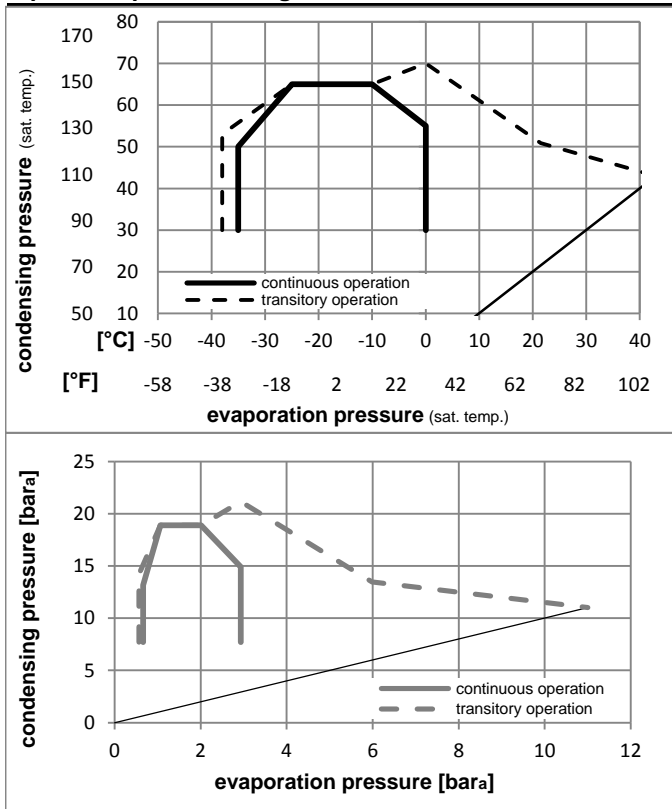 80
170
70
150
60
130
50
110
40
90
30
70
20
50
10
condensing pressure (sat. temp.)
continuous operation
transitory operation
[°C] -50 -40 -30 -20 -10 0 10 20 30 40
[°F] -58 -38 -18 2 22 42 62 82 102
evaporation pressure (sat. temp.)
25
20
15
10
5
0
condensing pressure [bara]
continuous operation
transitory operation
0 2 4 6 8 10 12
evaporation pressure [bara]